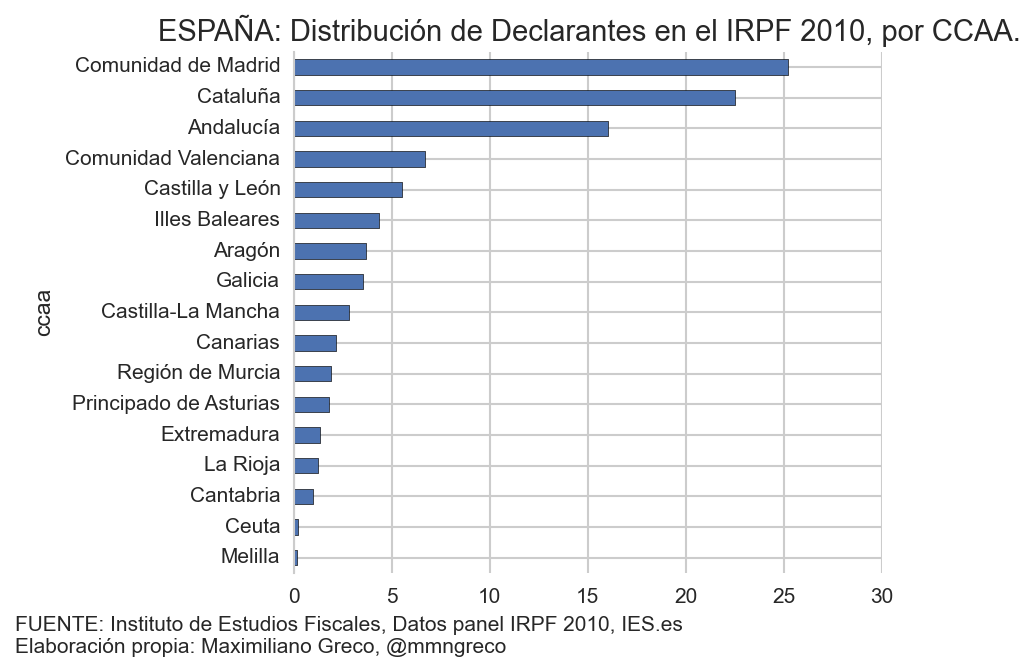 ESPAÑA: Distribución de Declarantes en el IRPF 2010, por CCAA.
Comunidad de Madrid
Cataluña
Andalucía
Comunidad Valenciana
Castilla y León
Illes Baleares
Aragón
Galicia
Castilla-La Mancha
Canarias
Región de Murcia
Principado de Asturias
Extremadura
La Rioja
Cantabria
Ceuta
Melilla
ccaa
0 5 10 15 20 25 30
FUENTE: Instituto de Estudios Fiscales, Datos panel IRPF 2010, IES.es
Elaboración propia: Maximiliano Greco, @mmngreco